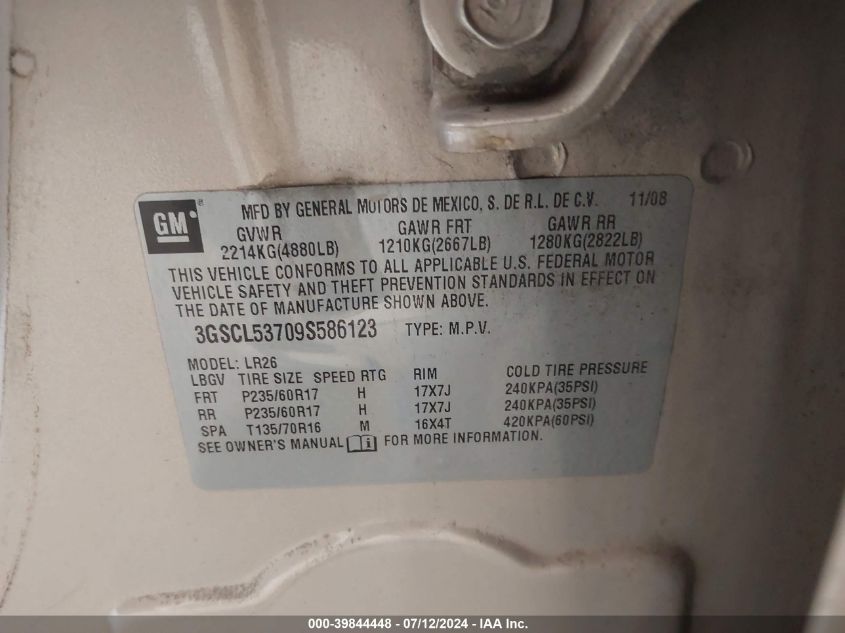 GM ® MFD BY GENERAL MOTORS DE MEXICO, S. DE R.L. DE C.V. 11/08
GVWR GAWR FRT GAWR RR
2214KG(4880LB) 1210KG(2667LB) 1280KG(2822LB)
THIS VEHICLE CONFORMS TO ALL APPLICABLE U.S. FEDERAL MOTOR
VEHICLE SAFETY AND THEFT PREVENTION STANDARDS IN EFFECT ON
THE DATE OF MANUFACTURE SHOWN ABOVE.
3GSCL53709S586123 TYPE: M.P.V.
MODEL: LR26
LBGV TIRE SIZE SPEED RTG RIM COLD TIRE PRESSURE
FRT P235/60R17 H 17X7J 240KPA(35PSI)
RR P235/60R17 H 17X7J 240KPA(35PSI)
SPA T135/70R16 M 16X4T 420KPA(60PSI)
SEE OWNER'S MANUAL FOR MORE INFORMATION.
000-39844448 - 07/12/2024 - IAA Inc.